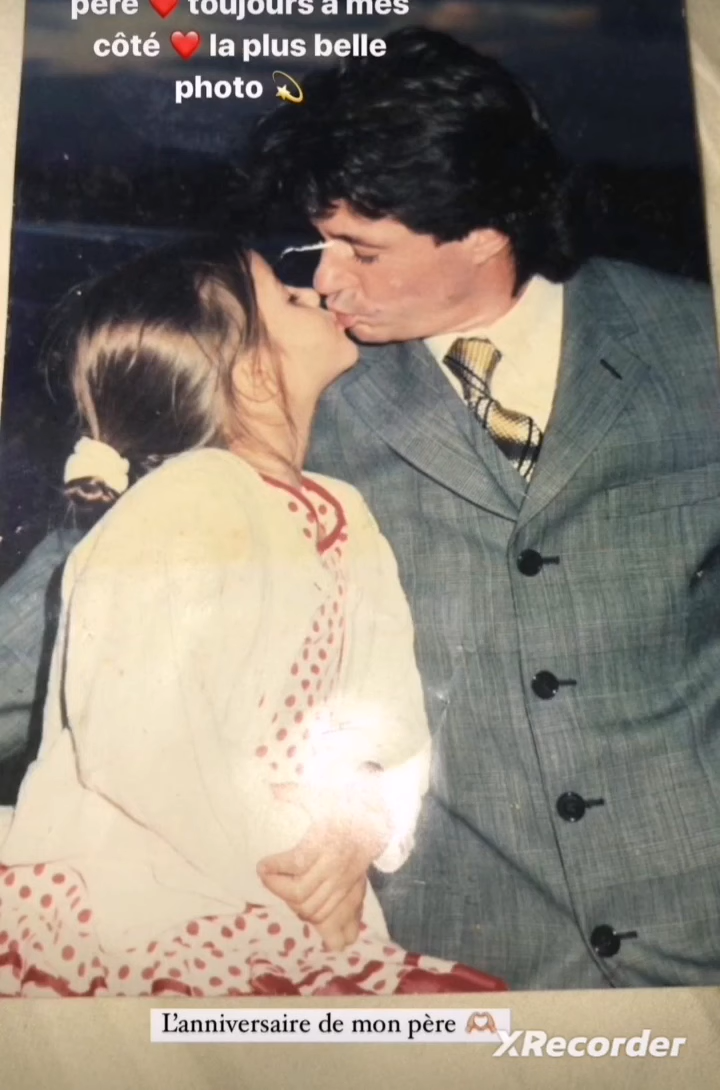 père ❤️ toujours à mes
côté ❤️ la plus belle
photo 💫
L'anniversaire de mon père 🫶🏼
XRecorder